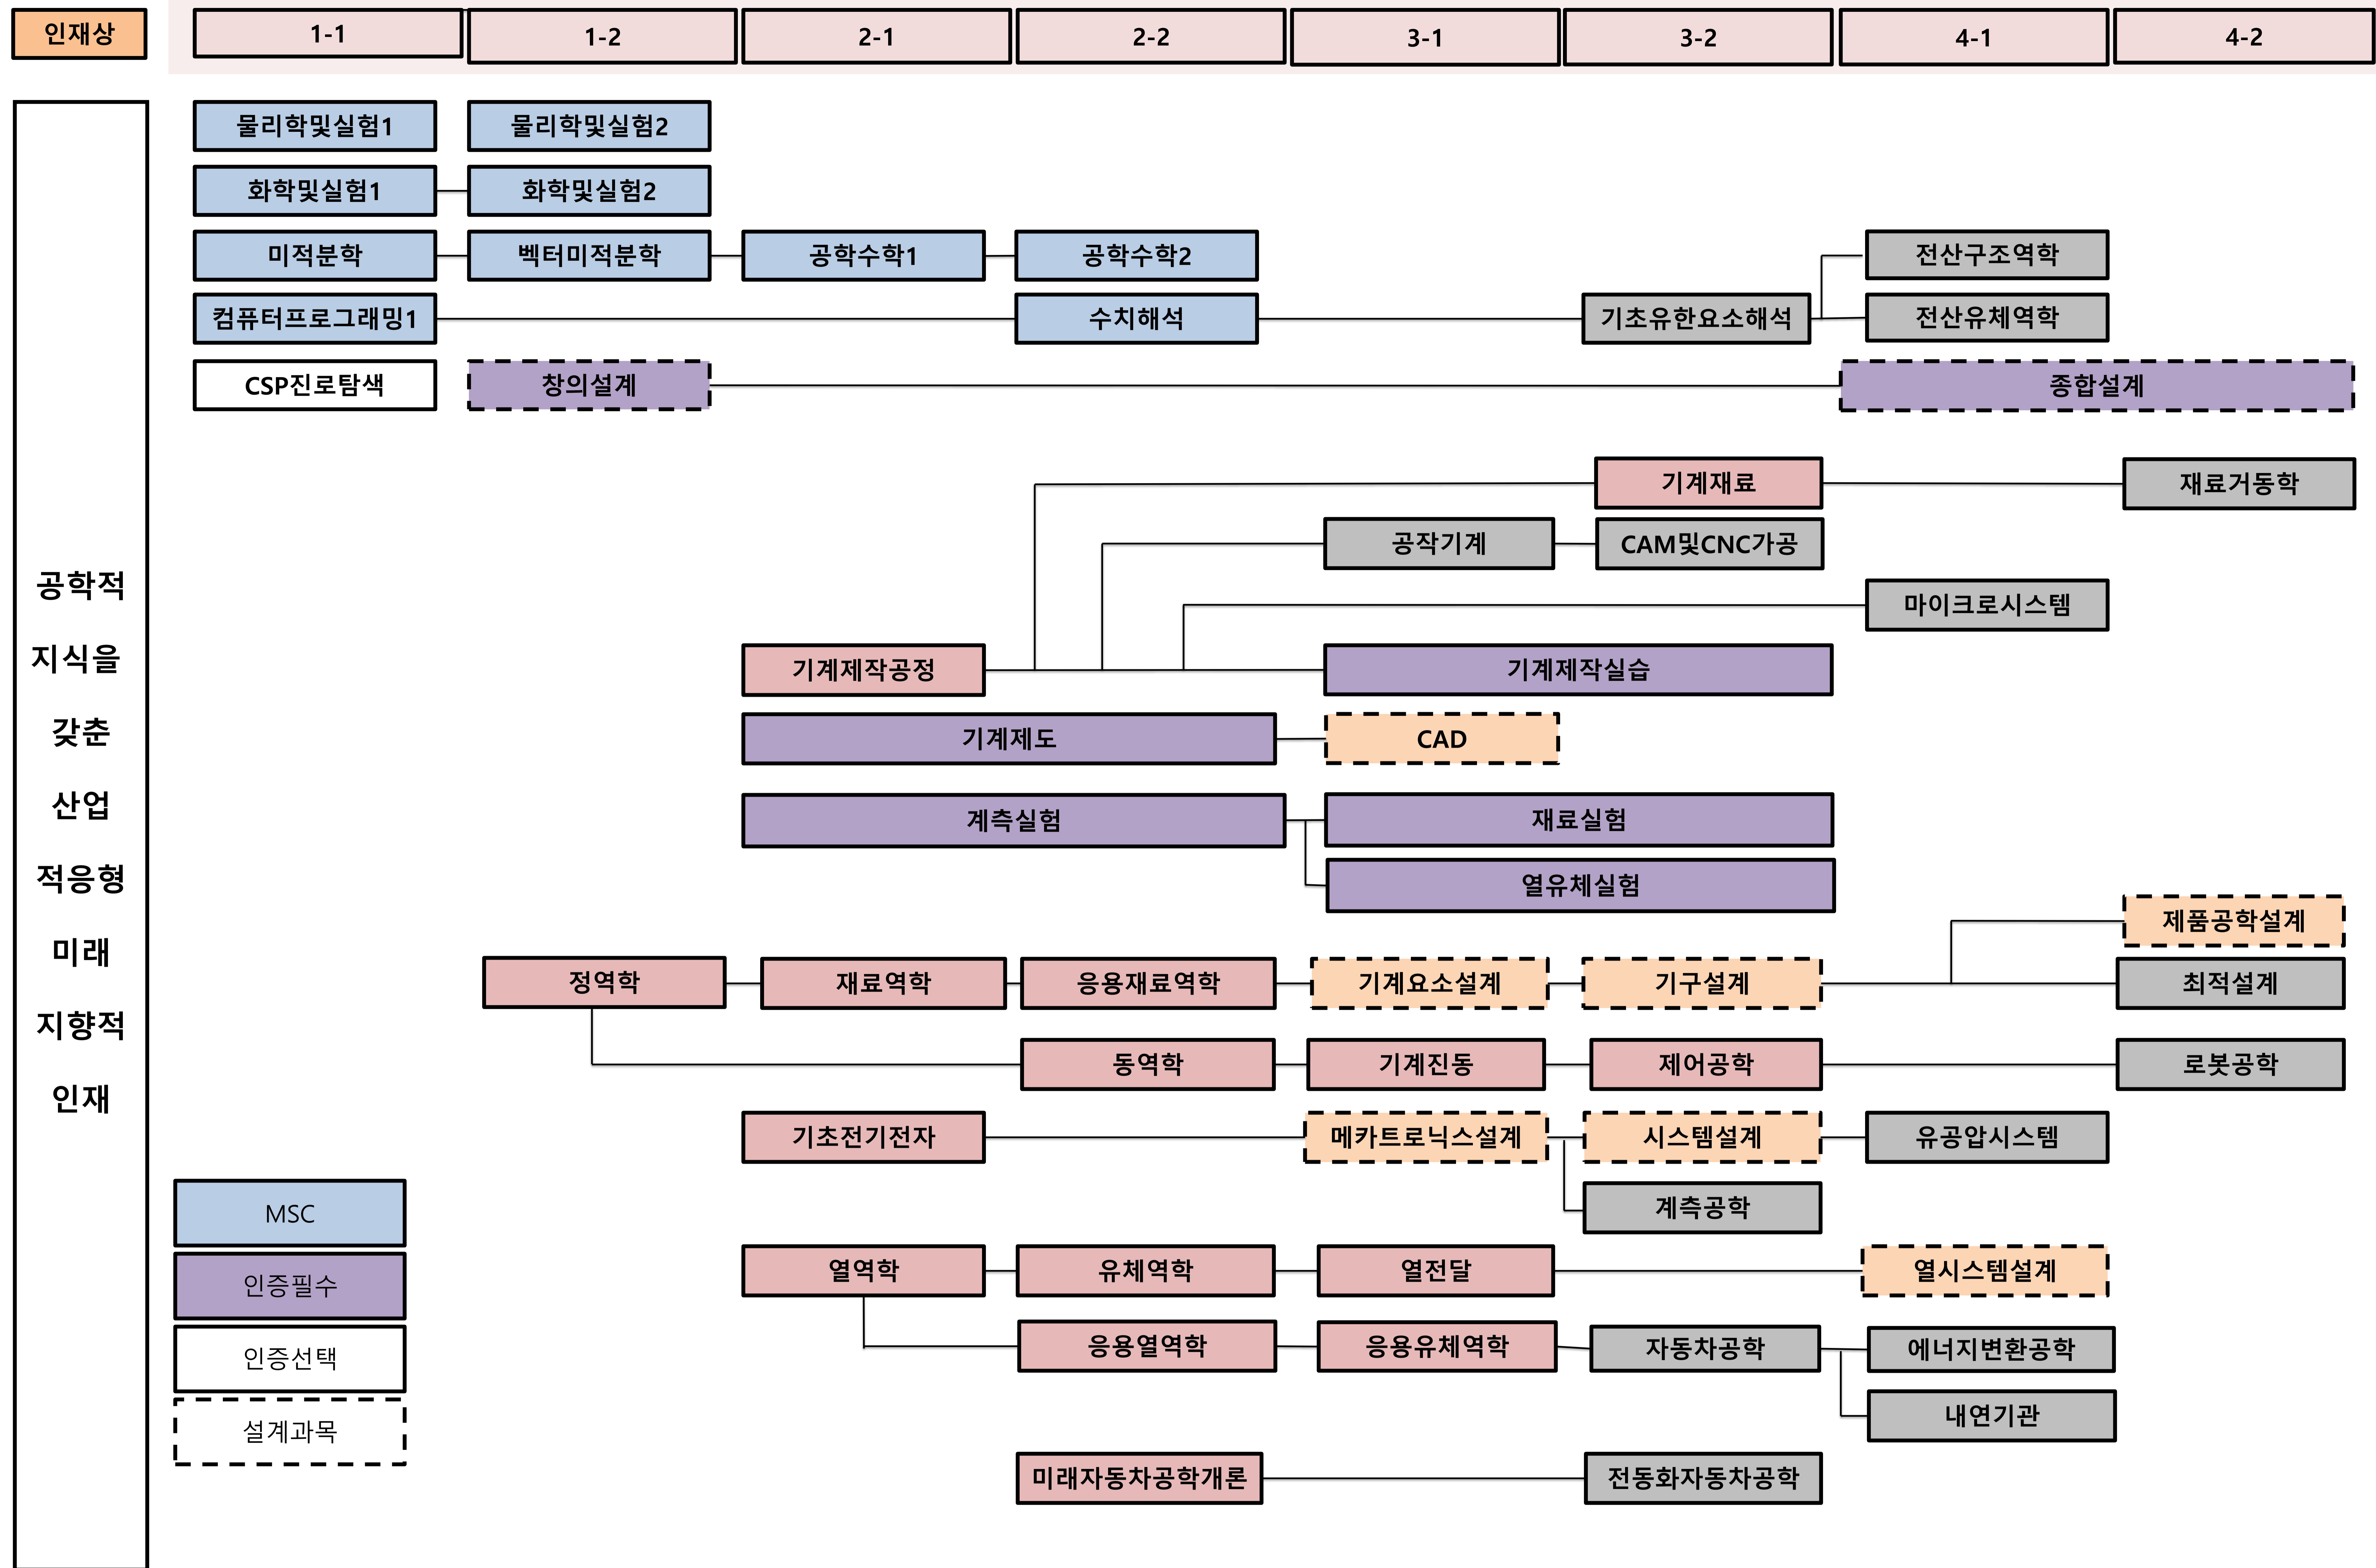 인재상
1-1
1-2
2-1
2-2
3-1
3-2
4-1
4-2
공학적
지식을
갖춘
산업
적응형
미래
지향적
인재
물리학및실험1
물리학및실험2
화학및실험1
화학및실험2
미적분학
벡터미적분학
공학수학1
공학수학2
전산구조역학
컴퓨터프로그래밍1
수치해석
기초유한요소해석
전산유체역학
CSP진로탐색
창의설계
종합설계
기계재료
재료거동학
공작기계
CAM및CNC가공
마이크로시스템
기계제작공정
기계제작실습
기계제도
CAD
계측실험
재료실험
열유체실험
제품공학설계
정역학
재료역학
응용재료역학
기계요소설계
기구설계
최적설계
동역학
기계진동
제어공학
로봇공학
기초전기전자
메카트로닉스설계
시스템설계
유공압시스템
계측공학
열역학
유체역학
열전달
열시스템설계
응용열역학
응용유체역학
자동차공학
에너지변환공학
내연기관
미래자동차공학개론
전동화자동차공학
MSC
인증필수
인증선택
설계과목